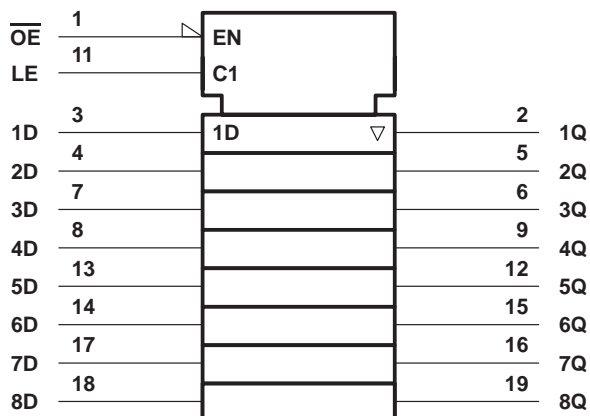 1
O̅E̅ EN
11
LE C1
3 2
1D 1D 1Q
4 5
2D 2Q
7 6
3D 3Q
8 9
4D 4Q
13 12
5D 5Q
14 15
6D 6Q
17 16
7D 7Q
18 19
8D 8Q